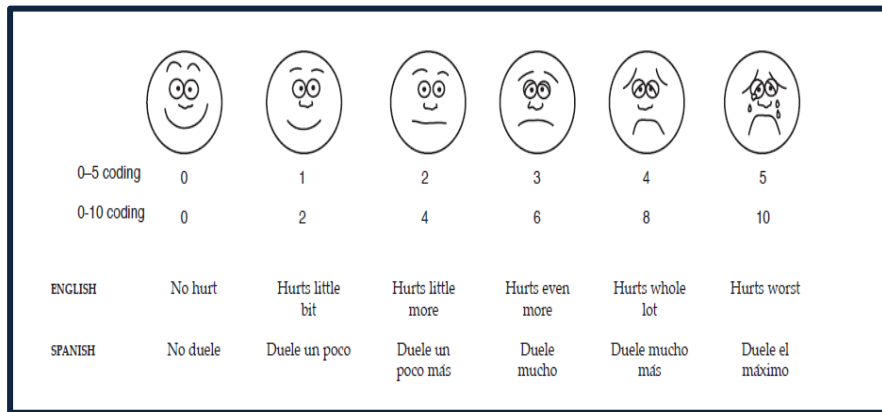 0–5 coding 0 1 2 3 4 5
0-10 coding 0 2 4 6 8 10
ENGLISH No hurt Hurts little Hurts little Hurts even Hurts whole Hurts worst
bit more more lot
SPANISH No duele Duele un poco Duele un Duele Duele mucho Duele el
poco más mucho más máximo